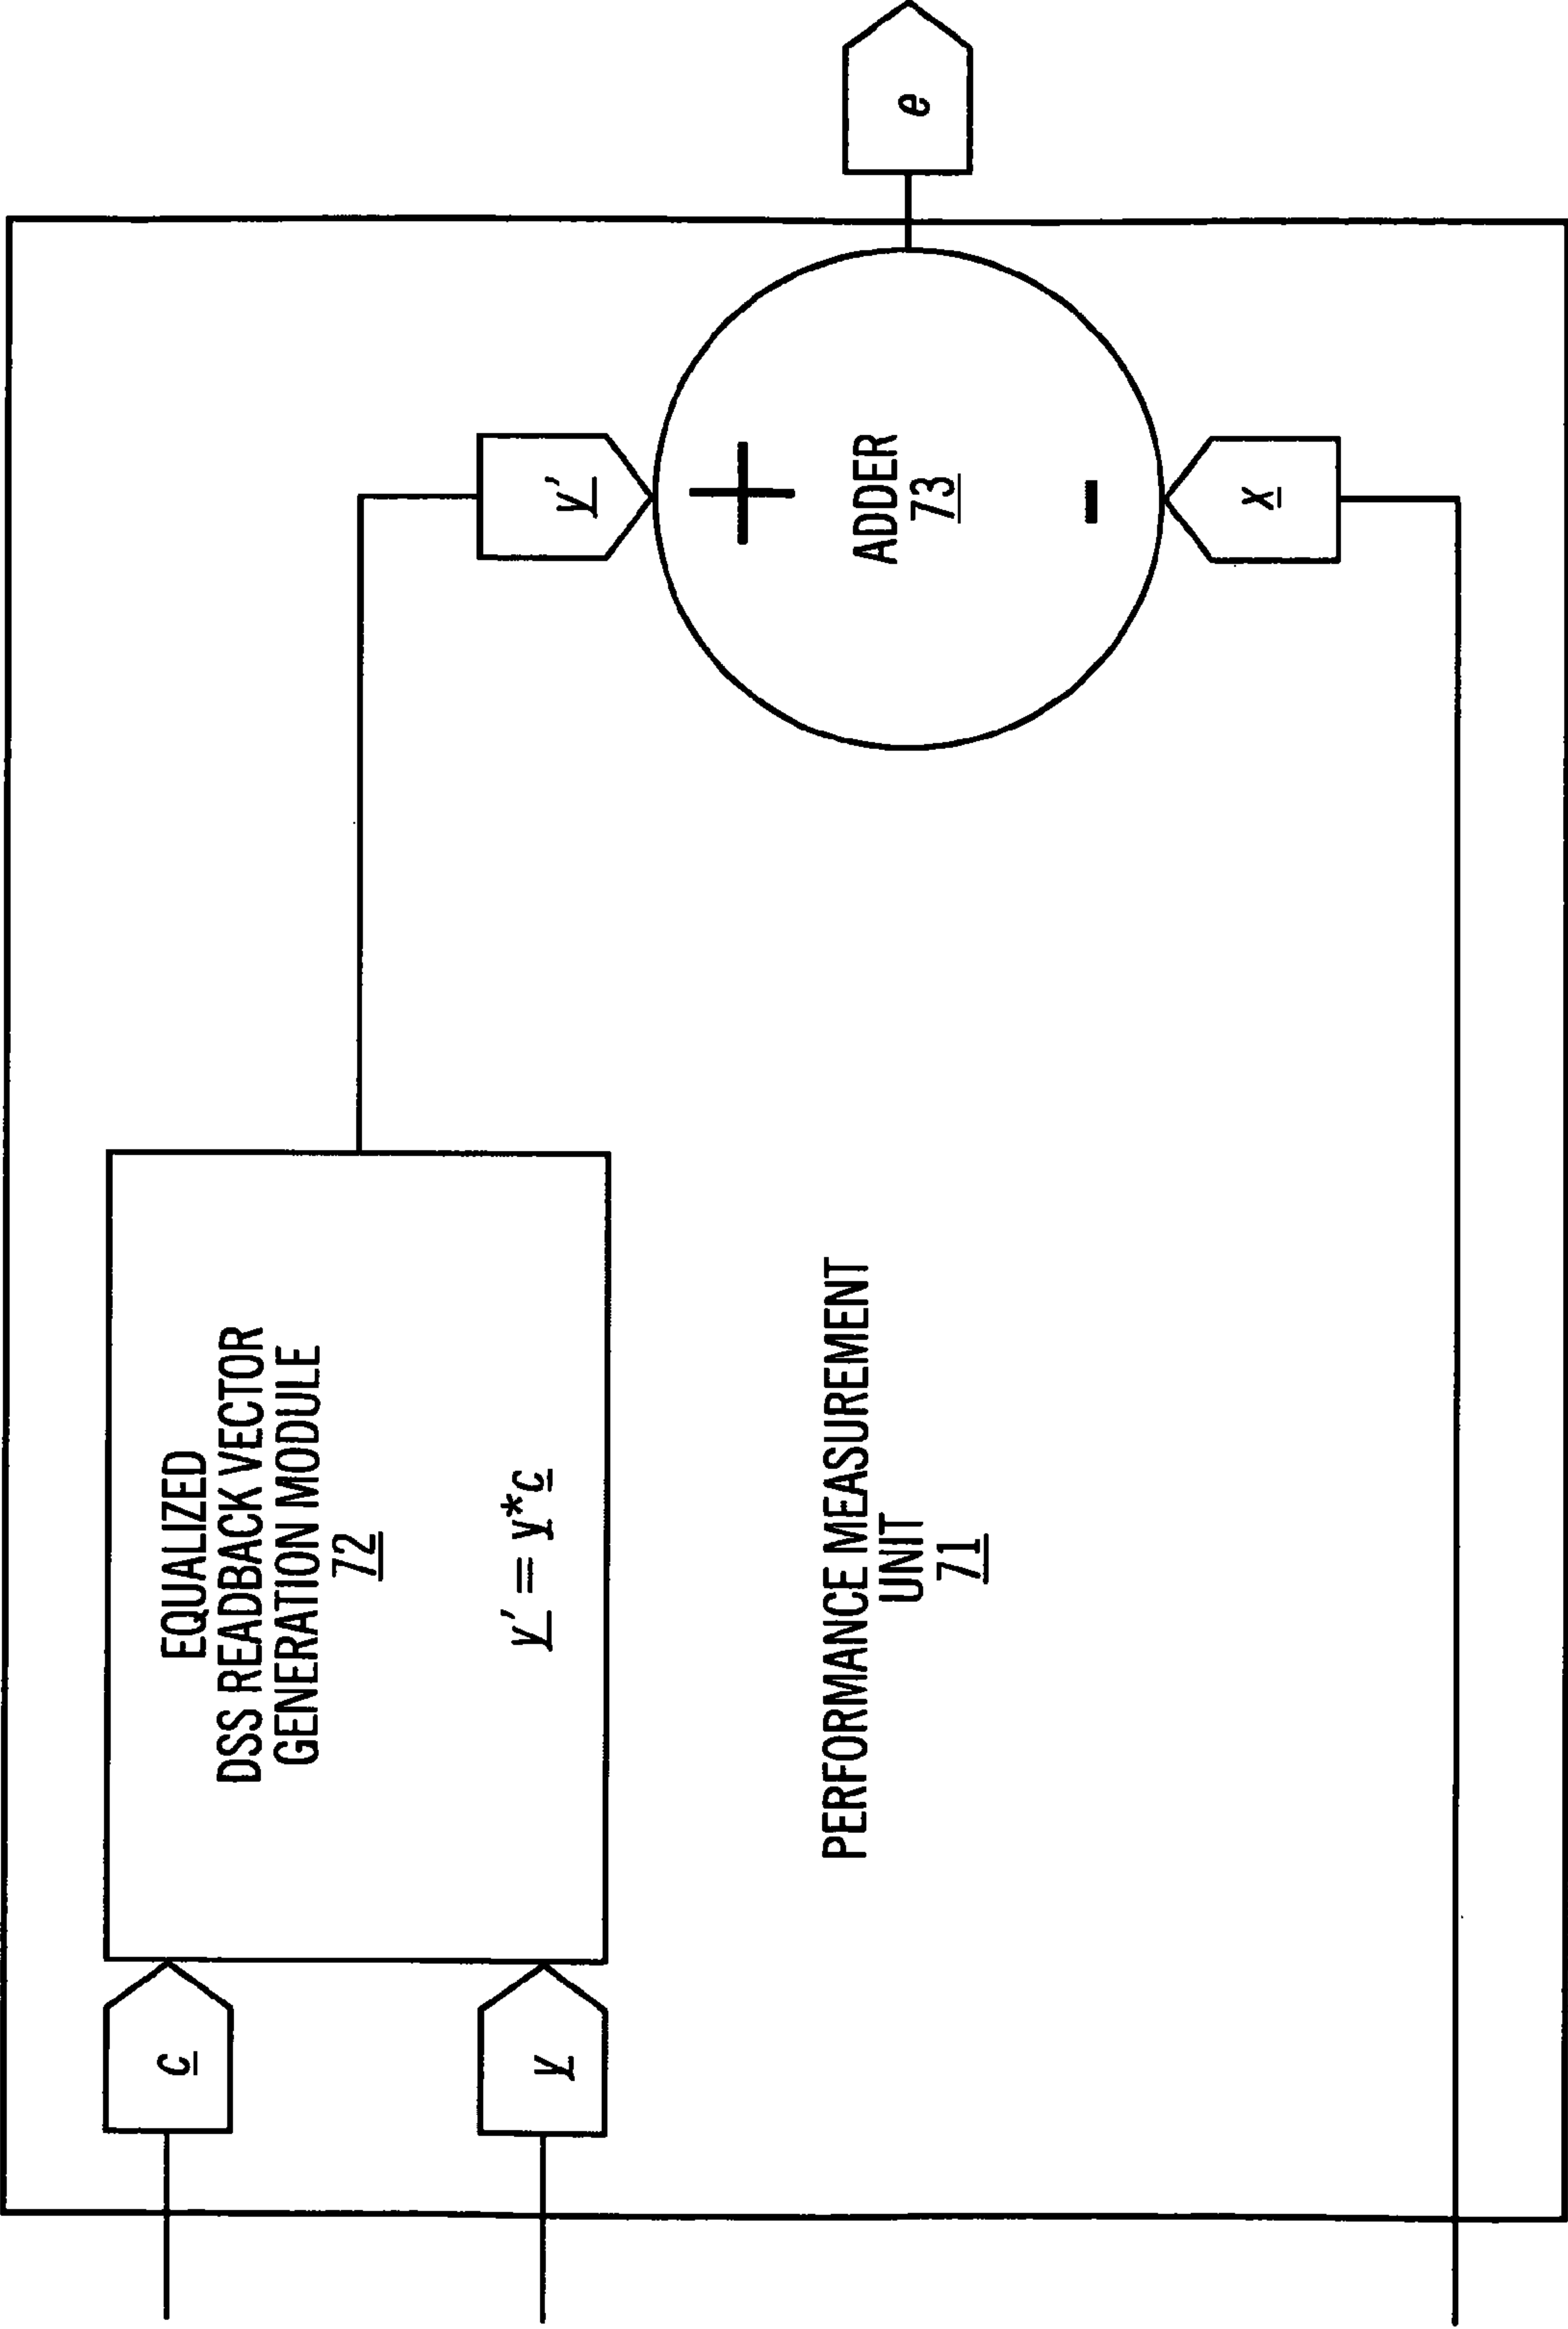 c
EQUALIZED
DSS READBACK VECTOR
GENERATION MODULE
72
y' = y*c
y
y'
+
ADDER
73
-
x
e
PERFORMANCE MEASUREMENT
UNIT
71